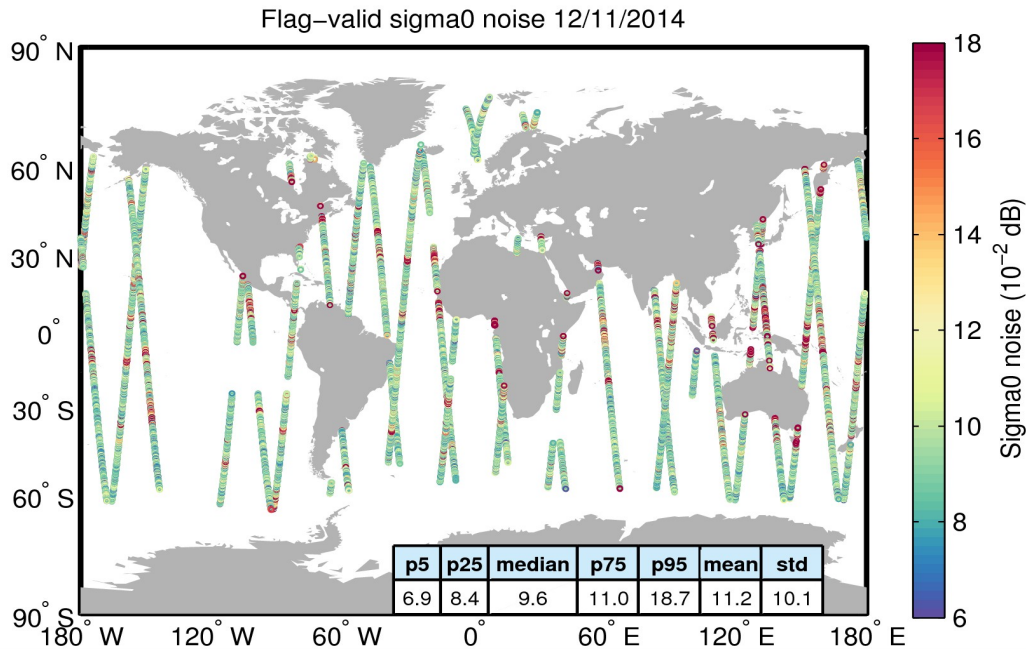 Flag−valid sigma0 noise 12/11/2014
90° N
60° N
30° N
0°
30° S
60° S
90° S
180° W
120° W
60° W
0°
60° E
120° E
180° E
p5 p25 median p75 p95 mean std
6.9 8.4 9.6 11.0 18.7 11.2 10.1
18
16
14
12
10
8
6
Sigma0 noise (10⁻² dB)